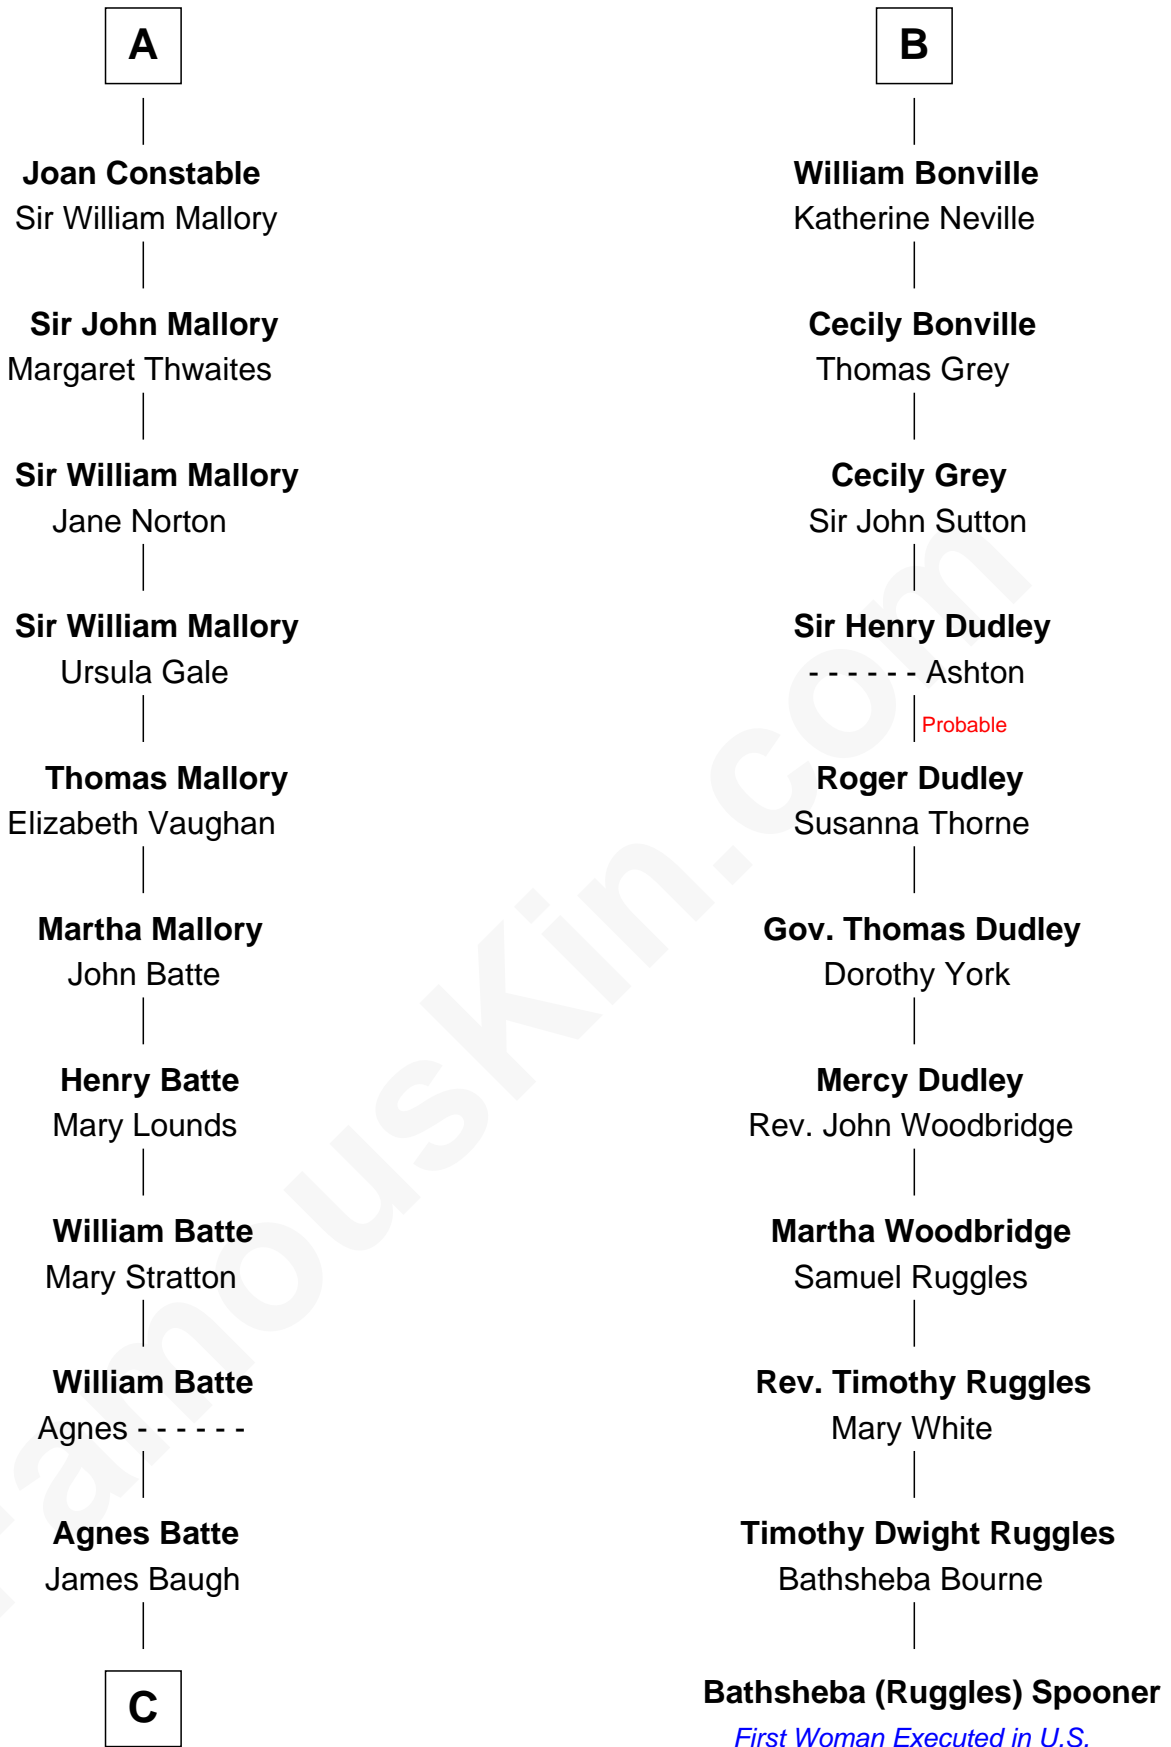 A
Joan Constable
Sir William Mallory
Sir John Mallory
Margaret Thwaites
Sir William Mallory
Jane Norton
Sir William Mallory
Ursula Gale
Thomas Mallory
Elizabeth Vaughan
Martha Mallory
John Batte
Henry Batte
Mary Lounds
William Batte
Mary Stratton
William Batte
Agnes - - - - - -
Agnes Batte
James Baugh
C
B
William Bonville
Katherine Neville
Cecily Bonville
Thomas Grey
Cecily Grey
Sir John Sutton
Sir Henry Dudley
- - - - - - Ashton
Probable
Roger Dudley
Susanna Thorne
Gov. Thomas Dudley
Dorothy York
Mercy Dudley
Rev. John Woodbridge
Martha Woodbridge
Samuel Ruggles
Rev. Timothy Ruggles
Mary White
Timothy Dwight Ruggles
Bathsheba Bourne
Bathsheba (Ruggles) Spooner
First Woman Executed in U.S.
FamousKin.com